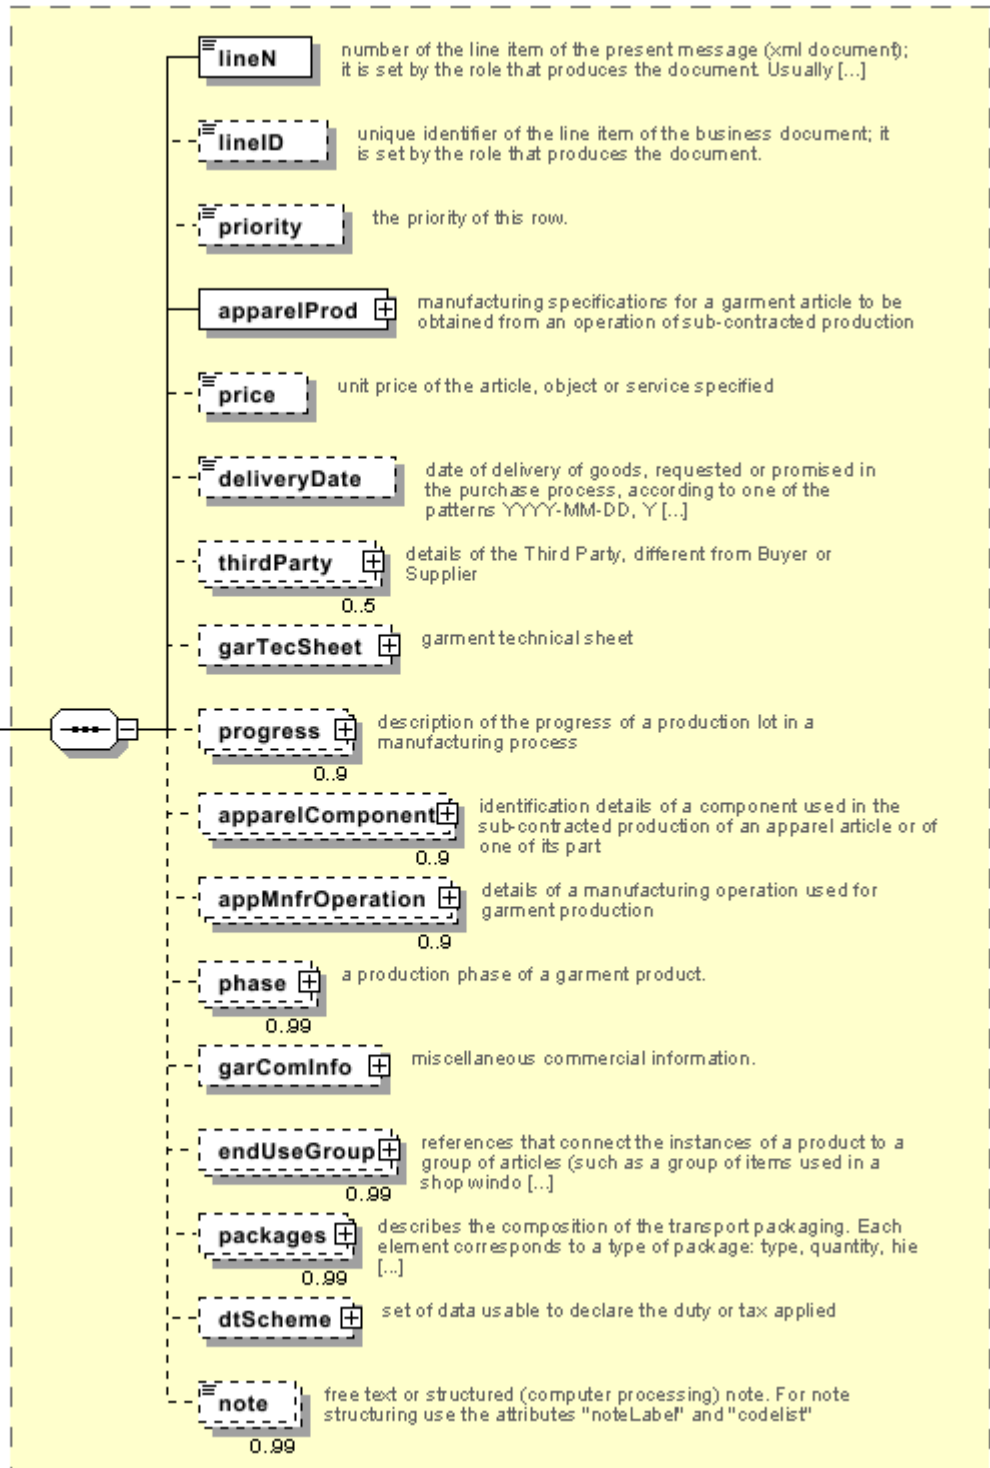 lineN
number of the line item of the present message (xml document);
it is set by the role that produces the document. Usually [...]
lineID
unique identifier of the line item of the business document; it
is set by the role that produces the document.
priority
the priority of this row.
apparelProd
manufacturing specifications for a garment article to be
obtained from an operation of sub-contracted production
price
unit price of the article, object or service specified
deliveryDate
date of delivery of goods, requested or promised in
the purchase process, according to one of the
patterns YYYY-MM-DD, Y [...]
thirdParty
0..5
details of the Third Party, different from Buyer or
Supplier
garTecSheet
garment technical sheet
progress
0..9
description of the progress of a production lot in a
manufacturing process
apparelComponent
0..9
identification details of a component used in the
sub-contracted production of an apparel article or of
one of its part
appMnfrOperation
0..9
details of a manufacturing operation used for
garment production
phase
0..99
a production phase of a garment product.
garComInfo
miscellaneous commercial information.
endUseGroup
0..99
references that connect the instances of a product to a
group of articles (such as a group of items used in a
shop windo [...]
packages
0..99
describes the composition of the transport packaging. Each
element corresponds to a type of package: type, quantity, hie
[...]
dtScheme
set of data usable to declare the duty or tax applied
note
0..99
free text or structured (computer processing) note. For note
structuring use the attributes "noteLabel" and "codelist"